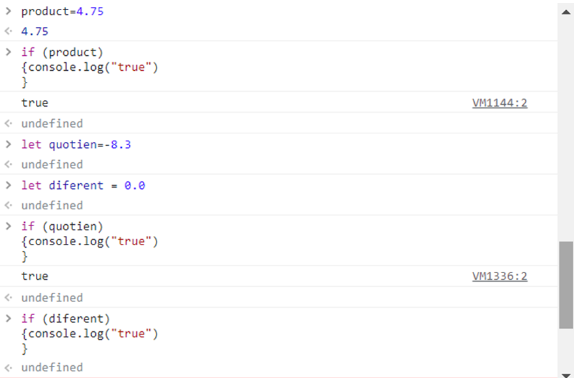 > product=4.75
<· 4.75
> if (product)
{console.log("true")
}
true VM1144:2
<· undefined
> let quotien=-8.3
<· undefined
> let diferent = 0.0
<· undefined
> if (quotien)
{console.log("true")
}
true VM1336:2
<· undefined
> if (diferent)
{console.log("true")
}
<· undefined